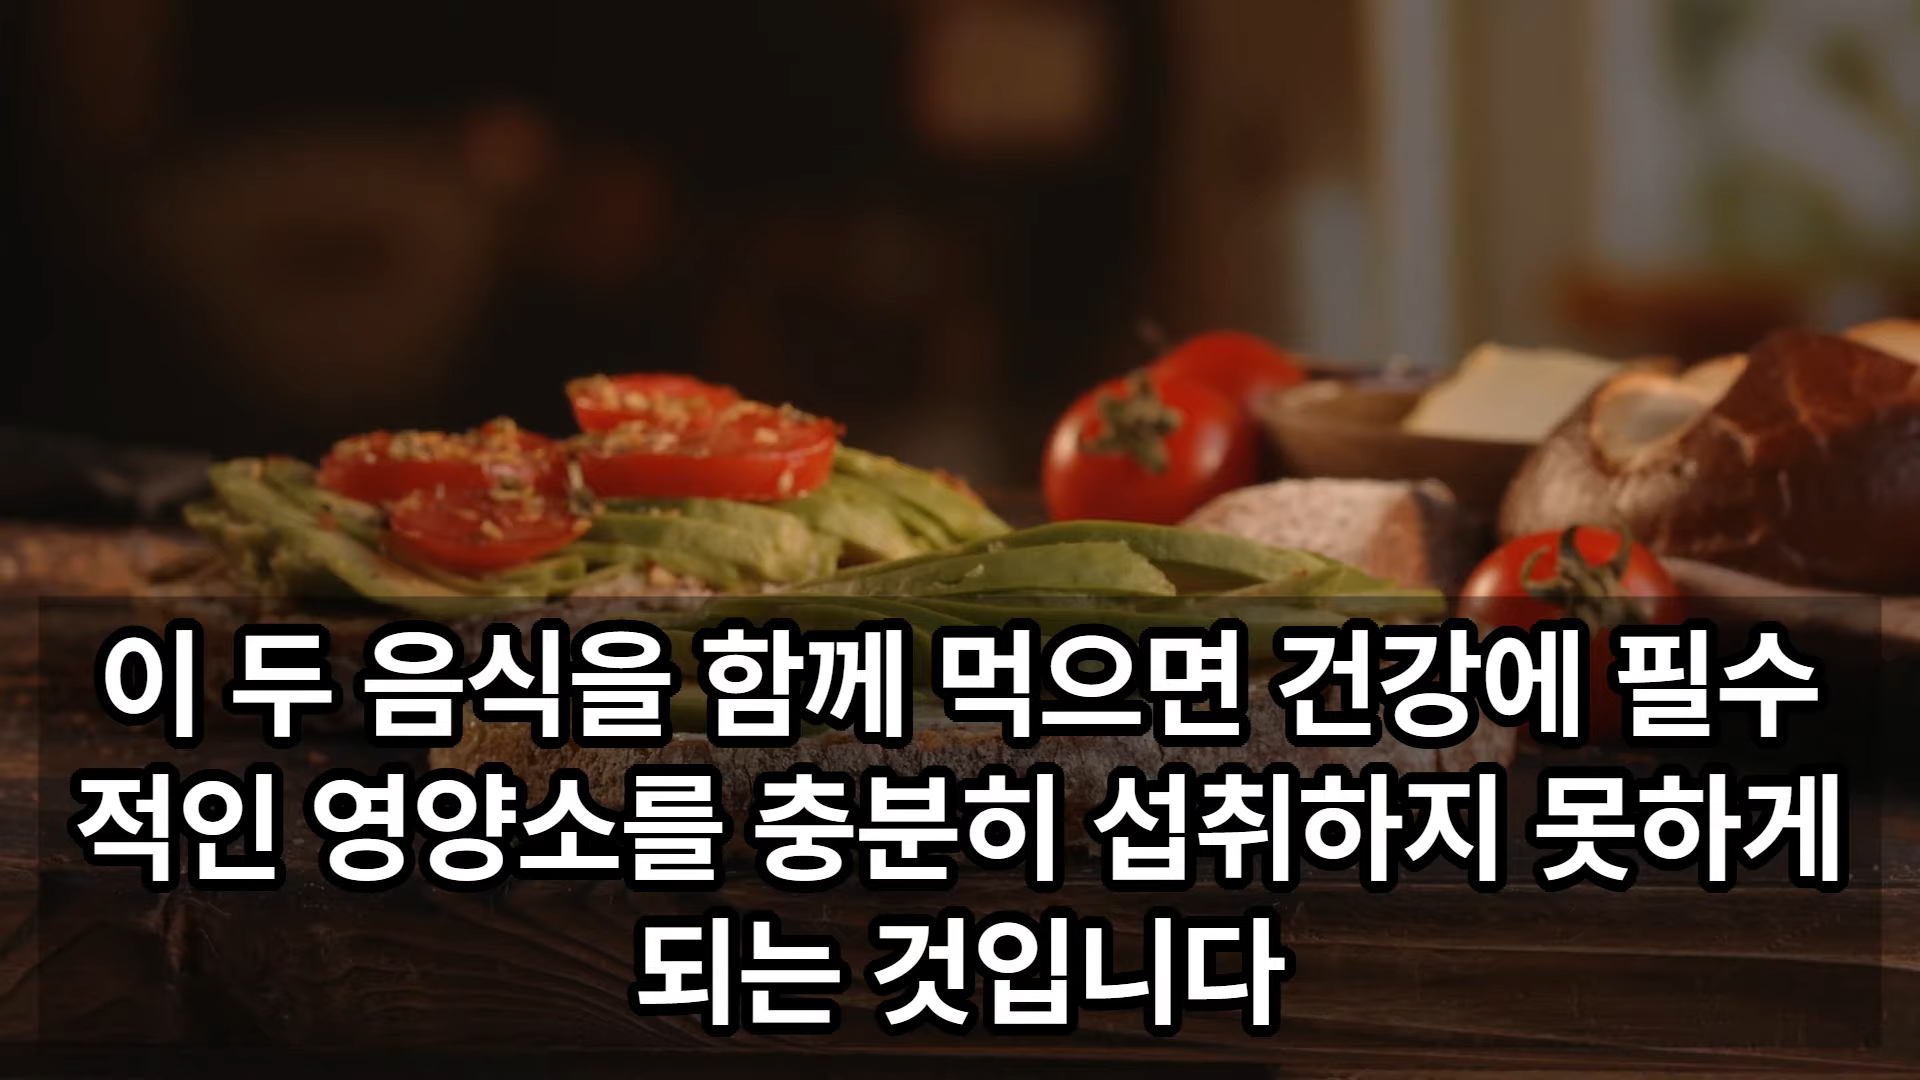 이 두 음식을 함께 먹으면 건강에 필수
적인 영양소를 충분히 섭취하지 못하게
되는 것입니다